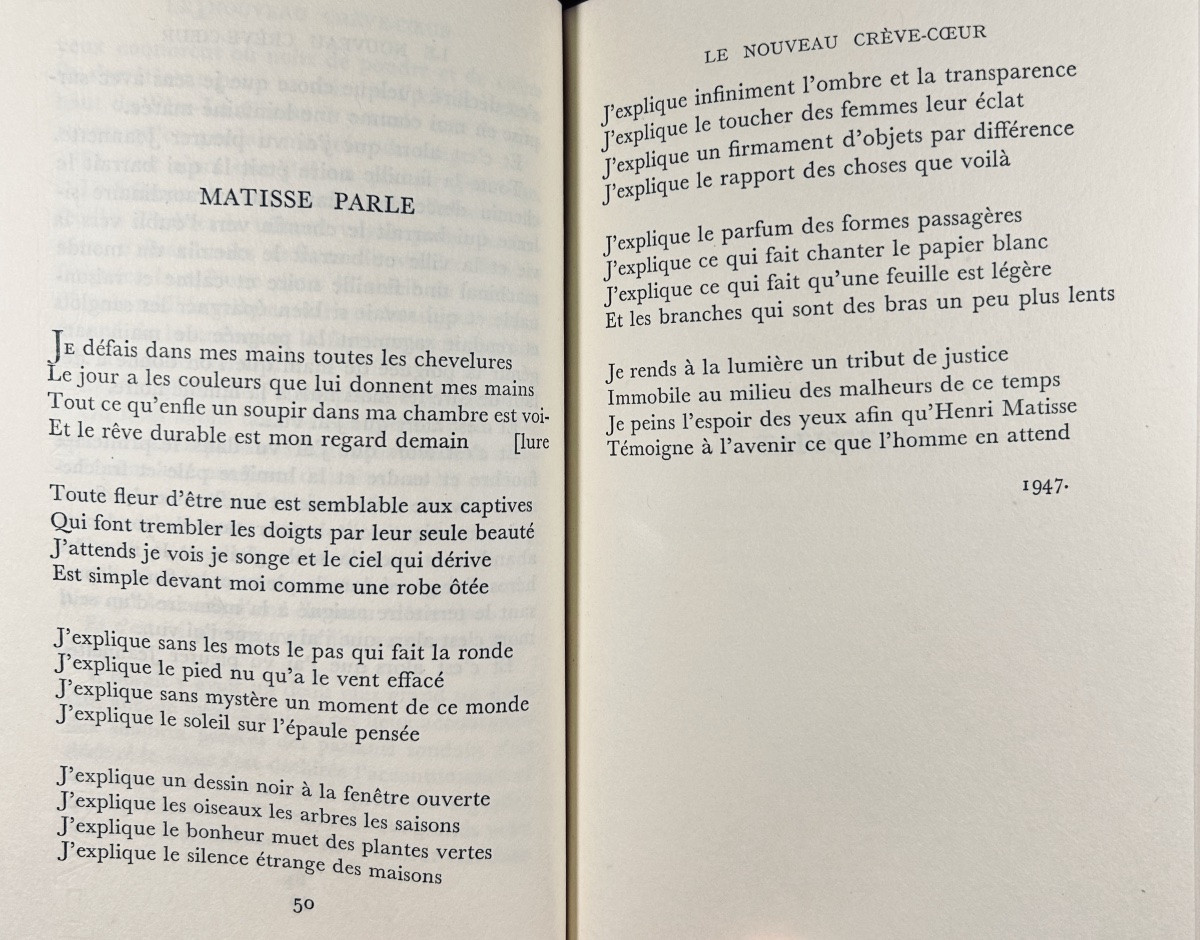 MATISSE PARLE
JE défais dans mes mains toutes les chevelures
Le jour a les couleurs que lui donnent mes mains
Tout ce qu'enfle un soupir dans ma chambre est voi-
Et le rêve durable est mon regard demain [lure
Toute fleur d'être nue est semblable aux captives
Qui font trembler les doigts par leur seule beauté
J'attends je vois je songe et le ciel qui dérive
Est simple devant moi comme une robe ôtée
J'explique sans les mots le pas qui fait la ronde
J'explique le pied nu qu'a le vent effacé
J'explique sans mystère un moment de ce monde
J'explique le soleil sur l'épaule pensée
J'explique un dessin noir à la fenêtre ouverte
J'explique les oiseaux les arbres les saisons
J'explique le bonheur muet des plantes vertes
J'explique le silence étrange des maisons
50
LE NOUVEAU CRÈVE-CŒUR
J'explique infiniment l'ombre et la transparence
J'explique le toucher des femmes leur éclat
J'explique un firmament d'objets par différence
J'explique le rapport des choses que voilà
J'explique le parfum des formes passagères
J'explique ce qui fait chanter le papier blanc
J'explique ce qui fait qu'une feuille est légère
Et les branches qui sont des bras un peu plus lents
Je rends à la lumière un tribut de justice
Immobile au milieu des malheurs de ce temps
Je peins l'espoir des yeux afin qu'Henri Matisse
Témoigne à l'avenir ce que l'homme en attend
1947.